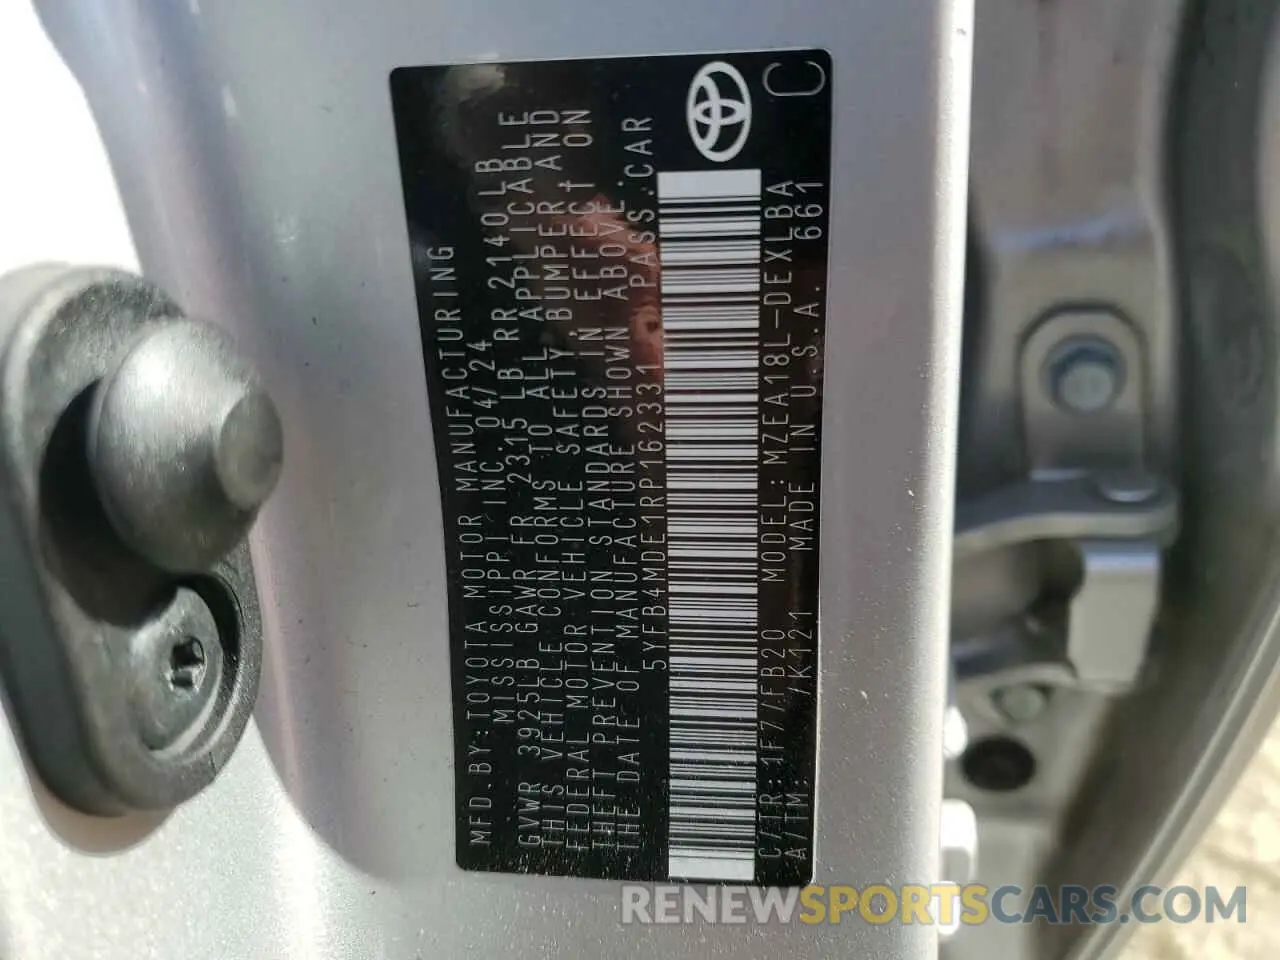 MFD.BY:TOYOTA MOTOR MANUFACTURING
MISSISSIPPI INC. 04/24
GVWR 3925LB GAWR FR 2315LB RR 2140LB
THIS VEHICLE CONFORMS TO ALL APPLICABLE
FEDERAL MOTOR VEHICLE SAFETY BUMPER AND
THEFT PREVENTION STANDARDS IN EFFECT ON
THE DATE OF MANUFACTURE SHOWN ABOVE.
5YFB4MDE1RP162331 PASS.CAR
C/TR: 1F7/FB20 MODEL:MZEA18L-DEXLBA
A/TM: /K121 MADE IN U.S.A. 661
C
RENEWSPORTSCARS.COM